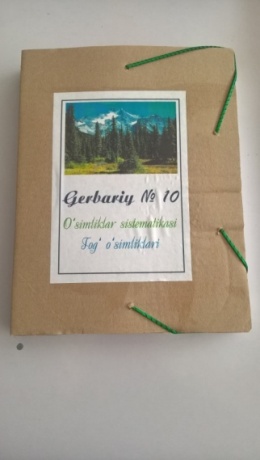 Gerbariy № 10
O'simliklar sistematikasi
Tog' o'simliklari